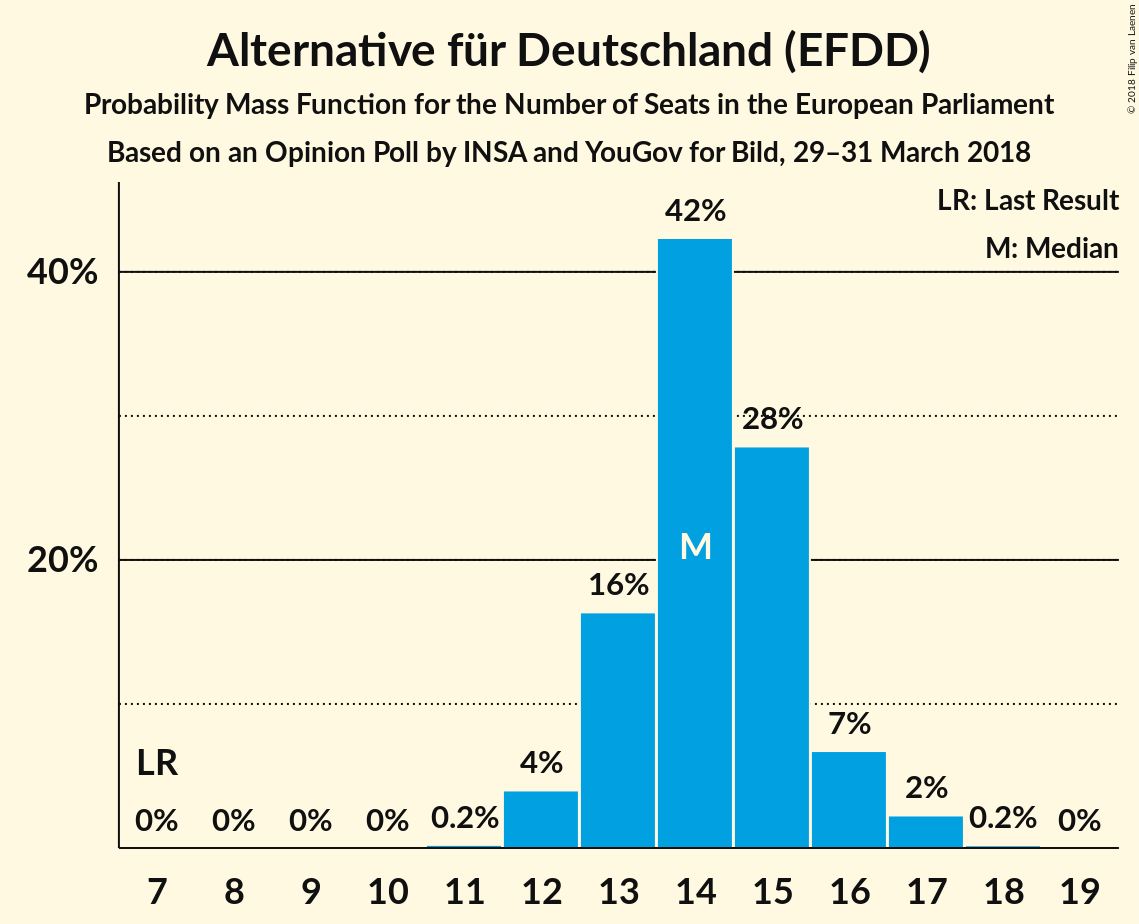 Alternative für Deutschland (EFDD)
Probability Mass Function for the Number of Seats in the European Parliament
Based on an Opinion Poll by INSA and YouGov for Bild, 29–31 March 2018
© 2018 Filip van Laenen
LR: Last Result
M: Median
40%
20%
42%
28%
M
16%
7%
LR
4%
2%
0% 0% 0% 0% 0.2% 0.2% 0%
7 8 9 10 11 12 13 14 15 16 17 18 19